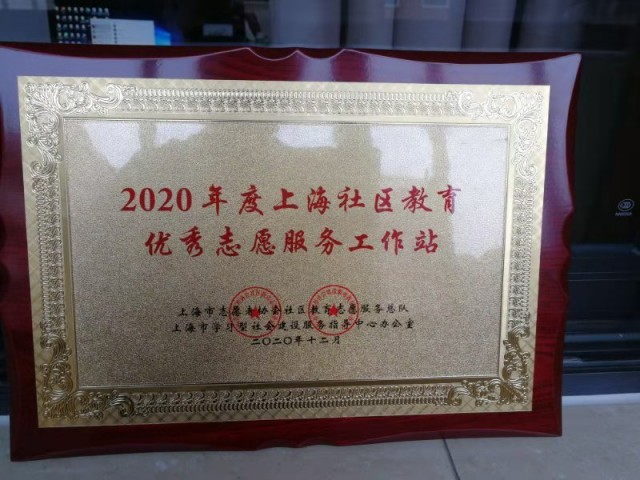 2020年度上海社区教育
优秀志愿服务工作站
上海市志愿者协会社区教育志愿服务总队
上海市学习型社会建设服务指导中心办公室
二〇二〇年十二月